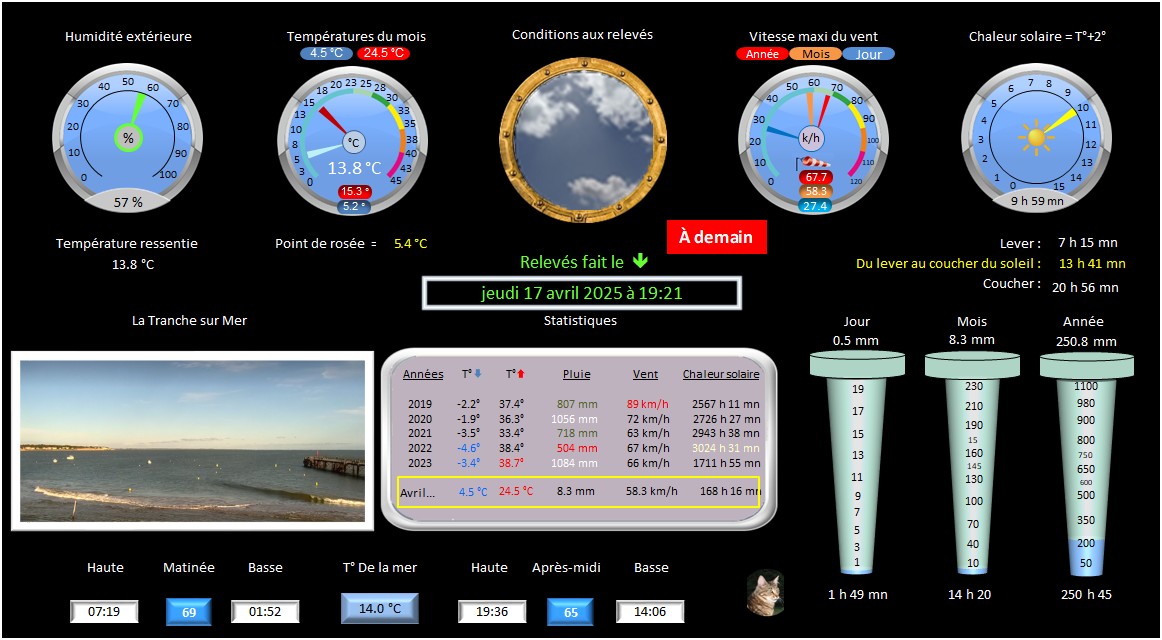 Humidité extérieure
Températures du mois
4.5 °C 24.5 °C
Conditions aux relevés
Vitesse maxi du vent
Année Mois Jour
Chaleur solaire = T°+2°
0 10 20 30 40 50 60 70 80 90 100
%
57 %
0 3 5 8 10 13 15 18 20 23 25 28 30 33 35 38 40 43 45
°C
13.8 °C
15.3 °
5.2 °
0 10 20 30 40 50 60 70 80 90 100 110 120
k/h
67.7
58.3
27.4
0 1 2 3 4 5 6 7 8 9 10 11 12 13 14 15
9 h 59 mn
Température ressentie
13.8 °C
Point de rosée = 5.4 °C
À demain
Relevés fait le
jeudi 17 avril 2025 à 19:21
Lever : 7 h 15 mn
Du lever au coucher du soleil : 13 h 41 mn
Coucher : 20 h 56 mn
La Tranche sur Mer
Statistiques
Années T° T° Pluie Vent Chaleur solaire
2019 -2.2° 37.4° 807 mm 89 km/h 2567 h 11 mn
2020 -1.9° 36.3° 1056 mm 72 km/h 2726 h 27 mn
2021 -3.5° 33.4° 718 mm 63 km/h 2943 h 38 mn
2022 -4.6° 38.4° 504 mm 67 km/h 3024 h 31 mn
2023 -3.4° 38.7° 1084 mm 66 km/h 1711 h 55 mn
Avril... 4.5 °C 24.5 °C 8.3 mm 58.3 km/h 168 h 16 mn
Jour
0.5 mm
19
17
15
13
11
9
7
5
3
1
1 h 49 mn
Mois
8.3 mm
230
210
190
15
160
145
130
100
70
40
10
14 h 20
Année
250.8 mm
1100
980
900
800
750
650
600
500
350
200
50
250 h 45
Haute Matinée Basse
07:19 69 01:52
T° De la mer
14.0 °C
Haute Après-midi Basse
19:36 65 14:06